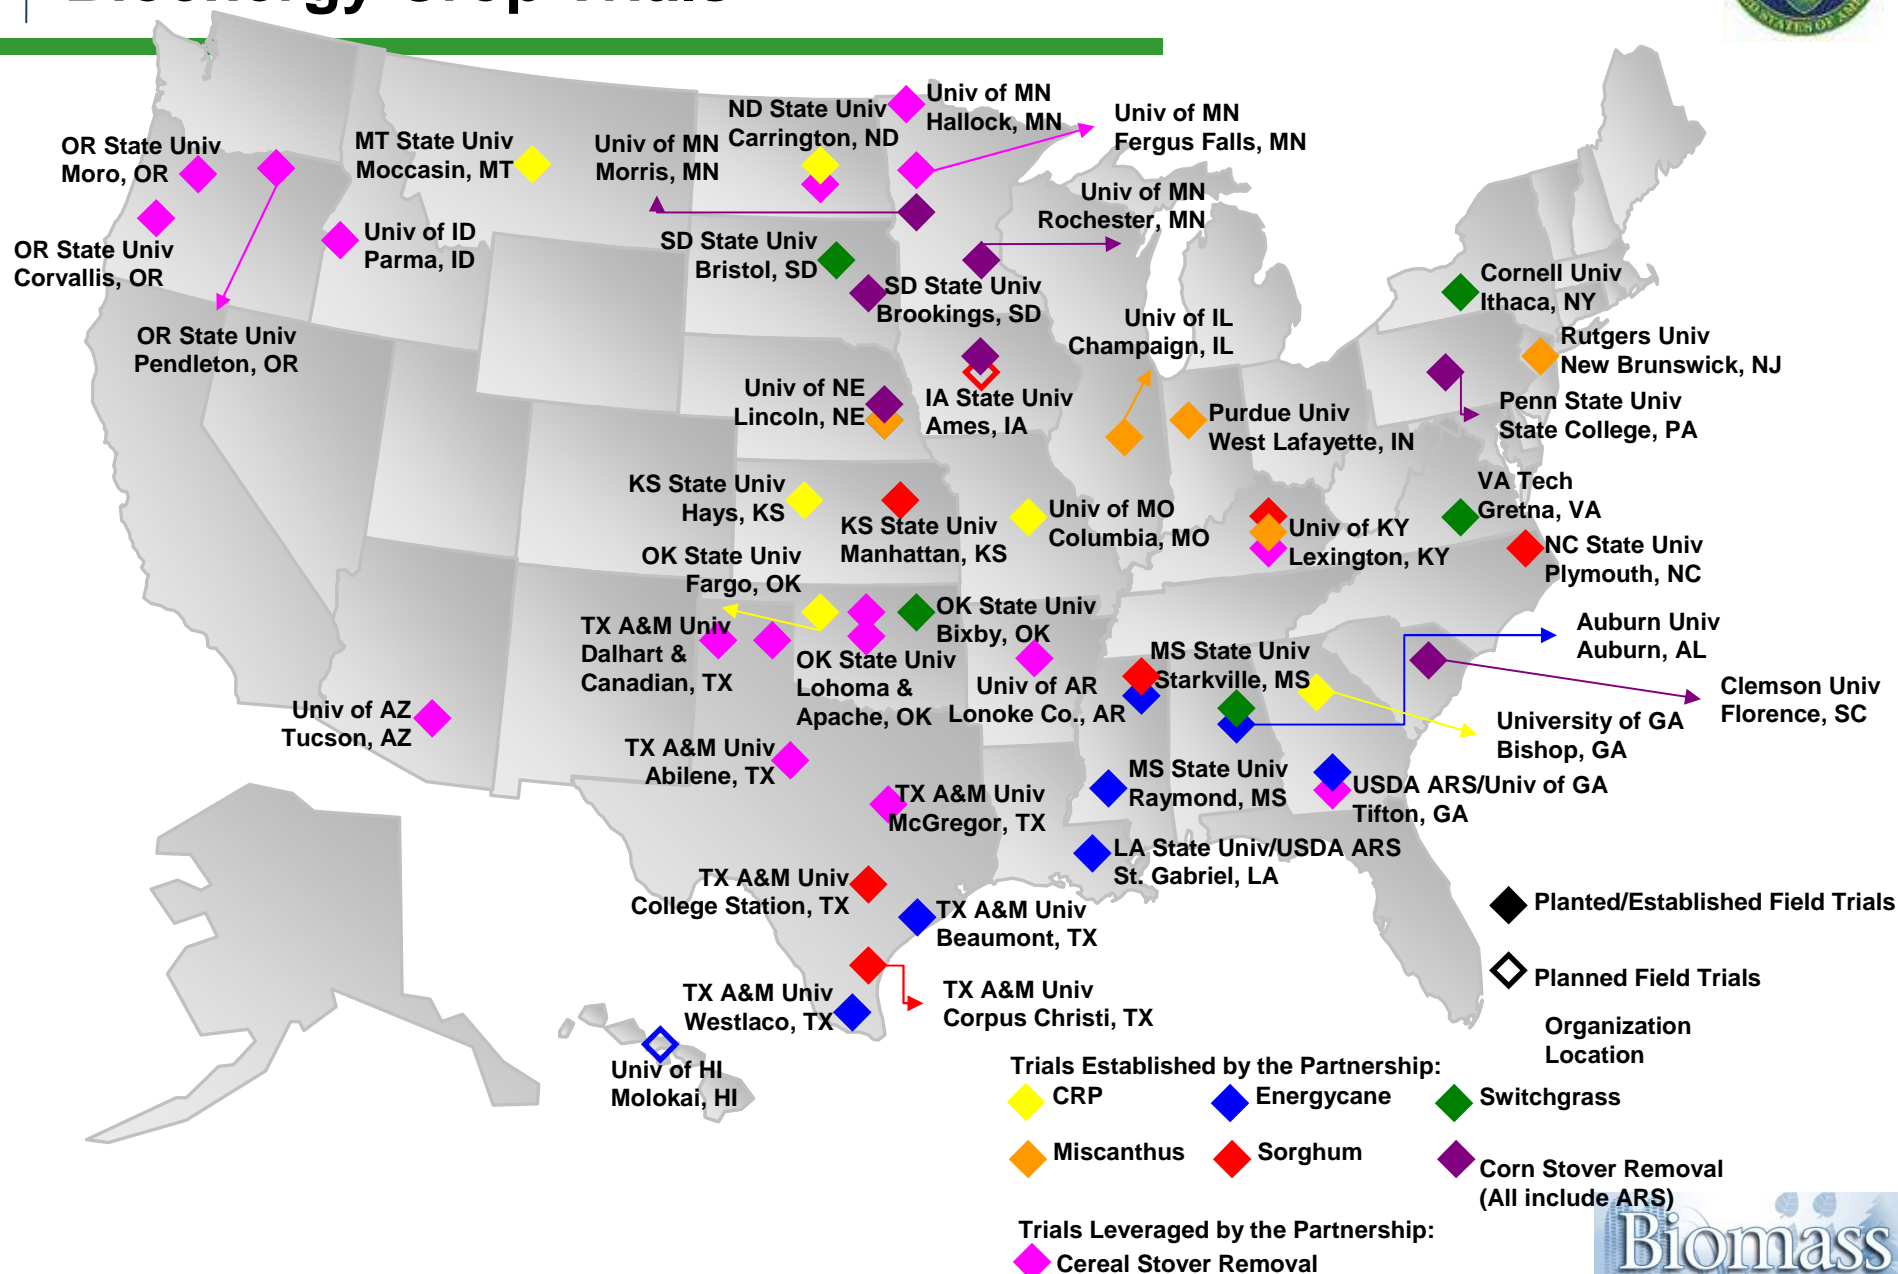 Bioenergy Crop Trials
STATES OF AM
Univ of MN
Hallock, MN
ND State Univ
Carrington, ND
Univ of MN
Fergus Falls, MN
OR State Univ
Moro, OR
MT State Univ
Moccasin, MT
Univ of MN
Morris, MN
Univ of MN
Rochester, MN
OR State Univ
Corvallis, OR
Univ of ID
Parma, ID
SD State Univ
Bristol, SD
SD State Univ
Brookings, SD
Cornell Univ
Ithaca, NY
OR State Univ
Pendleton, OR
Univ of IL
Champaign, IL
Rutgers Univ
New Brunswick, NJ
Univ of NE
Lincoln, NE
IA State Univ
Ames, IA
Purdue Univ
West Lafayette, IN
Penn State Univ
State College, PA
KS State Univ
Hays, KS
KS State Univ
Manhattan, KS
Univ of MO
Columbia, MO
Univ of KY
Lexington, KY
VA Tech
Gretna, VA
NC State Univ
Plymouth, NC
OK State Univ
Fargo, OK
TX A&M Univ
Dalhart &
Canadian, TX
OK State Univ
Lohoma &
Apache, OK
OK State Univ
Bixby, OK
Univ of AR
Lonoke Co., AR
MS State Univ
Starkville, MS
Auburn Univ
Auburn, AL
Clemson Univ
Florence, SC
University of GA
Bishop, GA
Univ of AZ
Tucson, AZ
TX A&M Univ
Abilene, TX
TX A&M Univ
McGregor, TX
MS State Univ
Raymond, MS
USDA ARS/Univ of GA
Tifton, GA
LA State Univ/USDA ARS
St. Gabriel, LA
TX A&M Univ
College Station, TX
TX A&M Univ
Beaumont, TX
TX A&M Univ
Westlaco, TX
TX A&M Univ
Corpus Christi, TX
Univ of HI
Molokai, HI
Planted/Established Field Trials
Planned Field Trials
Organization
Location
Trials Established by the Partnership:
CRP
Energycane
Switchgrass
Miscanthus
Sorghum
Corn Stover Removal
(All include ARS)
Trials Leveraged by the Partnership:
Cereal Stover Removal
Biomass